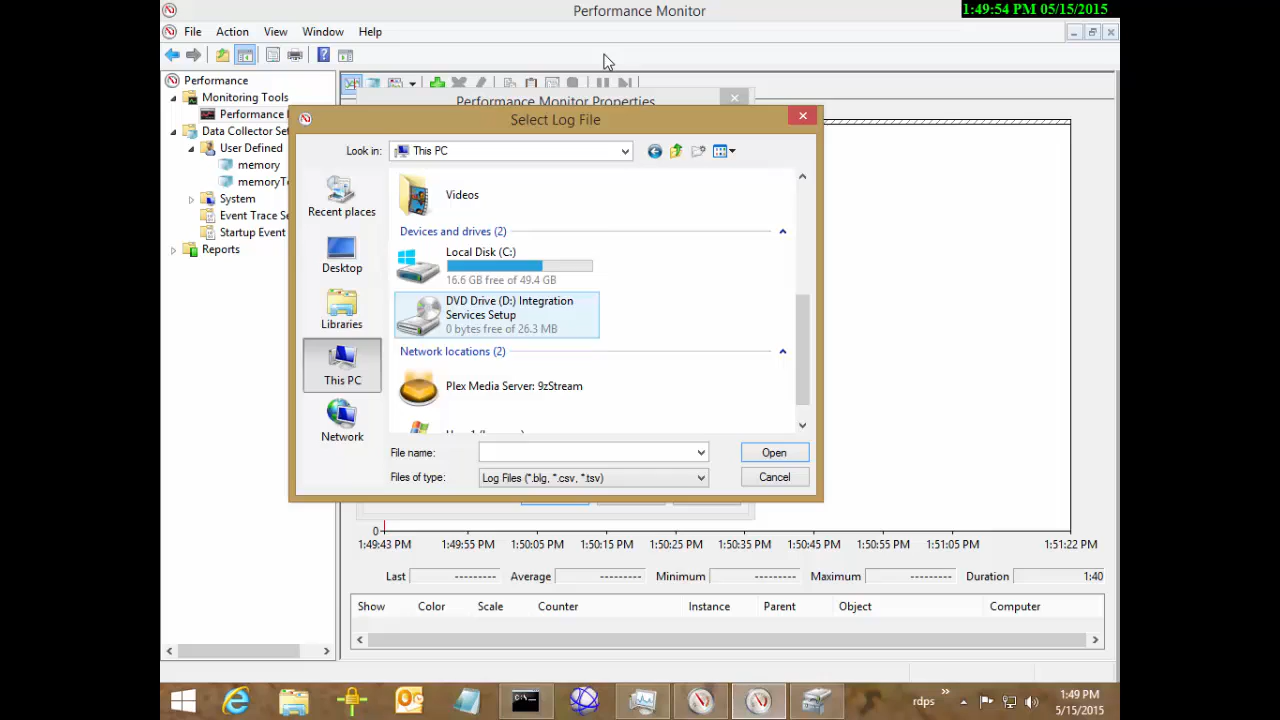 Performance Monitor
1:49:54 PM 05/15/2015
File Action View Window Help
Performance
Monitoring Tools
Performance
Data Collector Set
User Defined
memory
System
Event Trace Se
Startup Event
Reports
Performance Monitor Properties
Select Log File
Look in: This PC
Recent places
Desktop
Libraries
This PC
Network
Videos
Devices and drives (2)
Local Disk (C:)
16.6 GB free of 49.4 GB
DVD Drive (D:) Integration
Services Setup
0 bytes free of 26.3 MB
Network locations (2)
Plex Media Server: 9zStream
File name:
Open
Files of type: Log Files (*.blg, *.csv, *.tsv)
Cancel
0
1:49:43 PM 1:49:55 PM 1:50:05 PM 1:50:15 PM 1:50:25 PM 1:50:35 PM 1:50:45 PM 1:50:55 PM 1:51:05 PM 1:51:22 PM
Last --------- Average --------- Minimum --------- Maximum --------- Duration 1:40
Show Color Scale Counter Instance Parent Object Computer
rdps
1:49 PM
5/15/2015